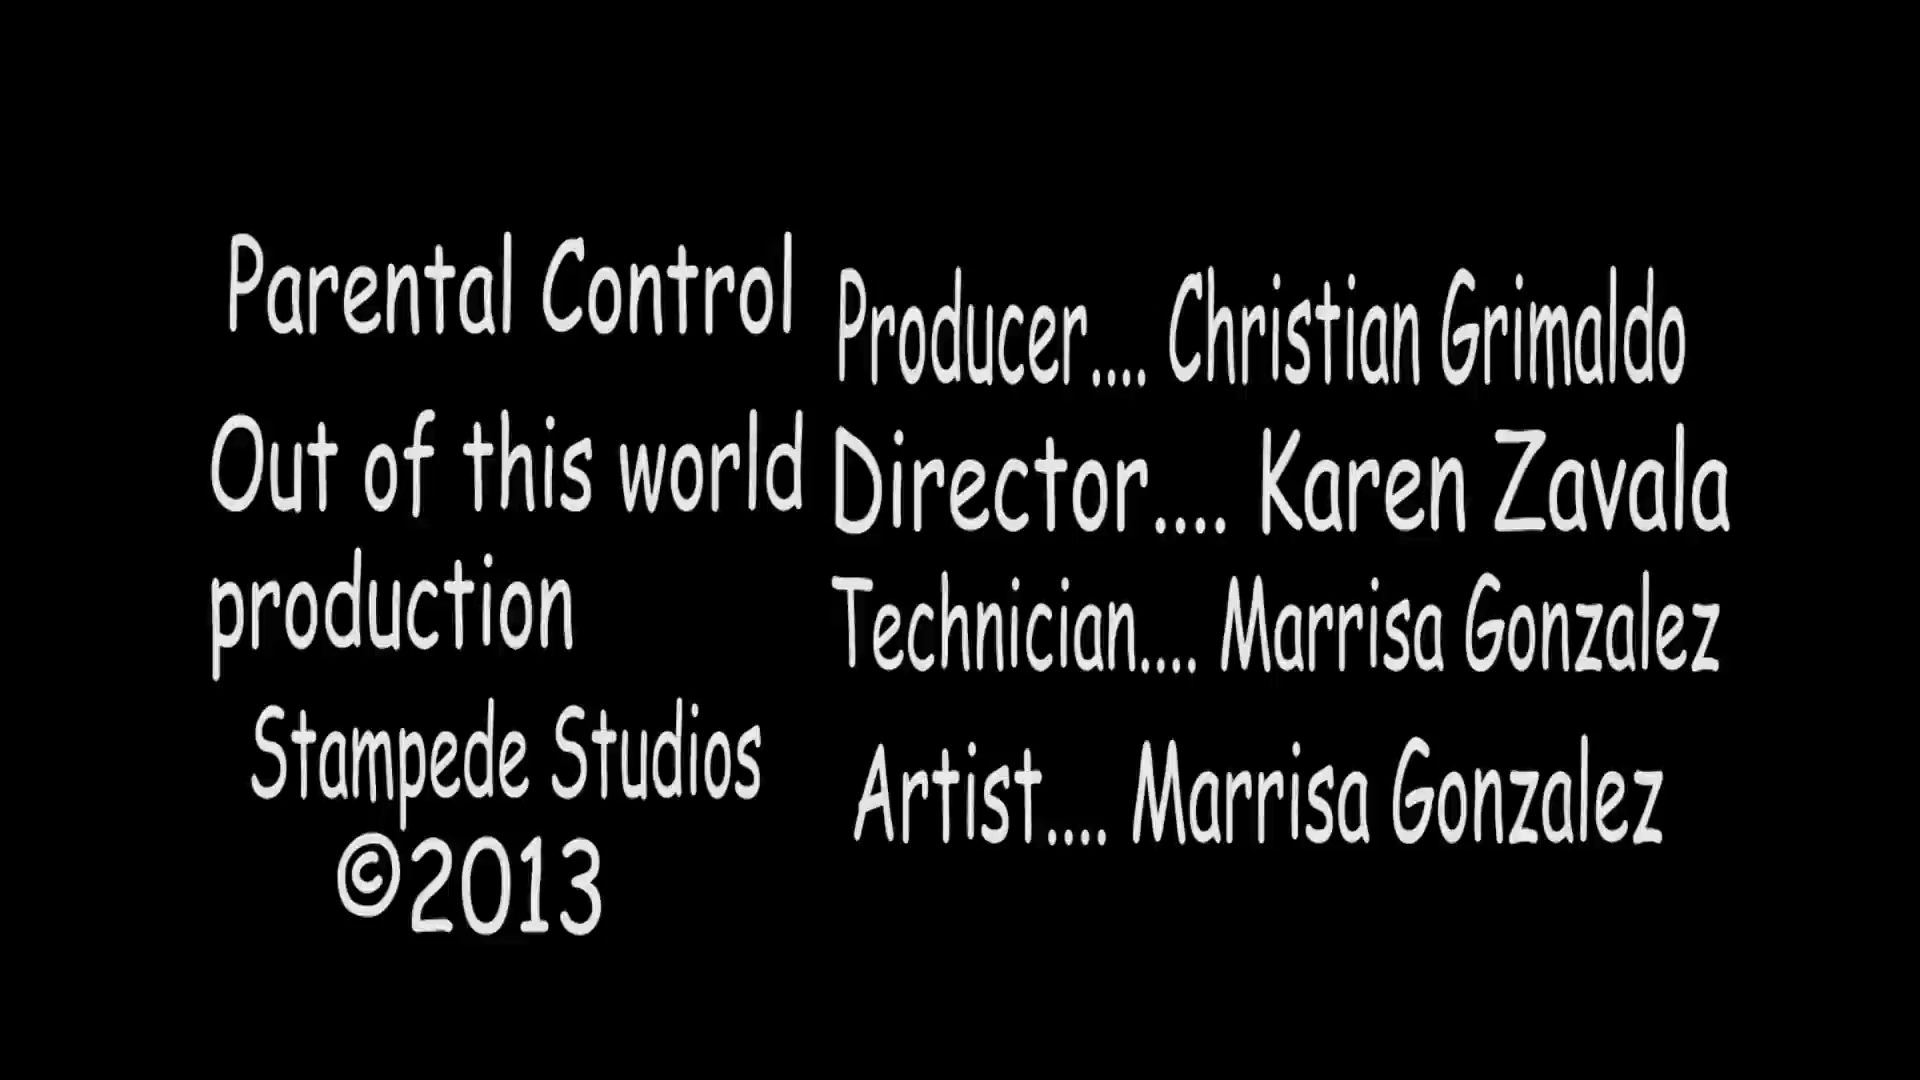 Parental Control
Out of this world
production
Stampede Studios
©2013
Producer.... Christian Grimaldo
Director.... Karen Zavala
Technician.... Marrisa Gonzalez
Artist.... Marrisa Gonzalez